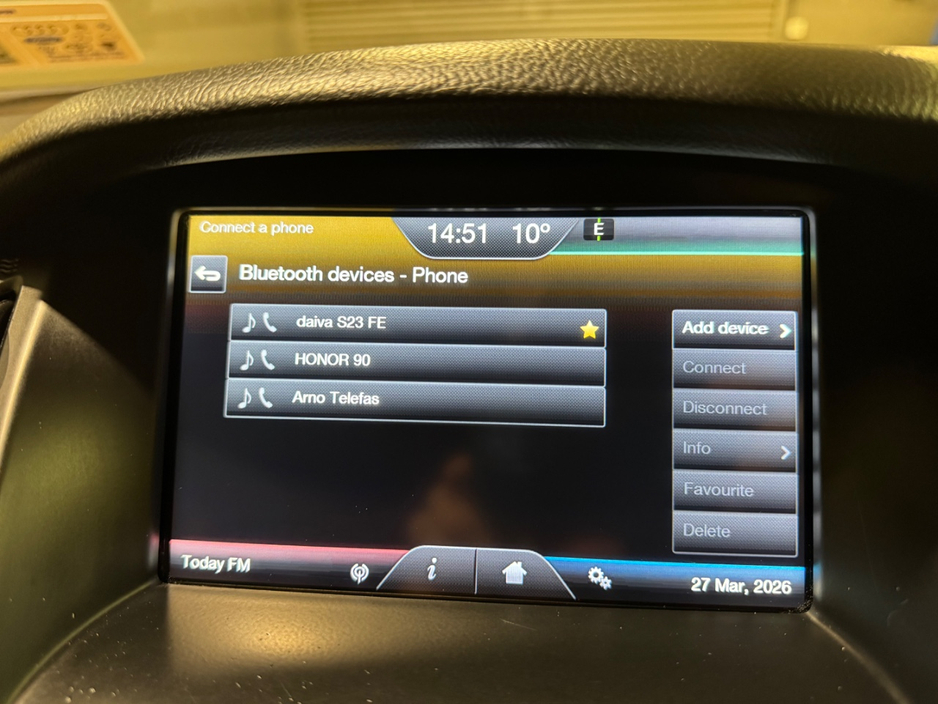 Connect a phone
14:51 10°
E
Bluetooth devices - Phone
daiva S23 FE
HONOR 90
Arno Telefas
Add device
Connect
Disconnect
Info
Favourite
Delete
Today FM
i
27 Mar, 2026